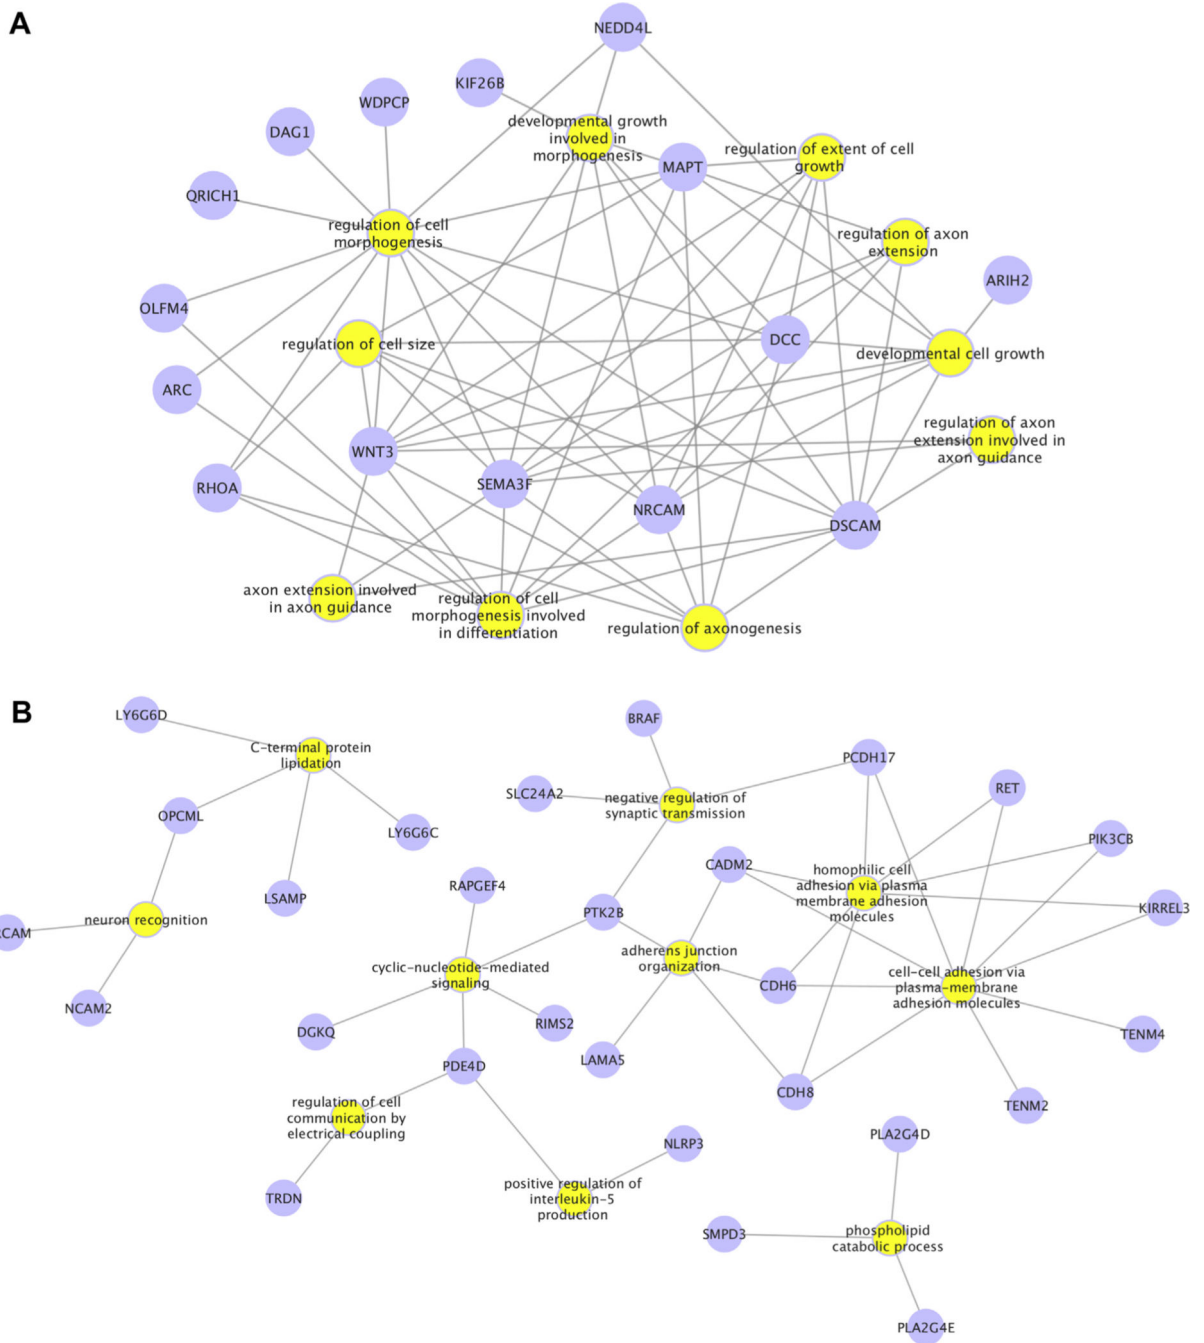 A
NEDD4L
KIF26B
WDPCP
DAG1
developmental growth
involved in
morphogenesis
regulation of extent of cell
growth
MAPT
QRICH1
regulation of cell
morphogenesis
regulation of axon
extension
ARIH2
OLFM4
regulation of cell size
DCC
developmental cell growth
ARC
regulation of axon
extension involved in
axon guidance
WNT3
SEMA3F
RHOA
NRCAM
DSCAM
axon extension involved
in axon guidance
regulation of cell
morphogenesis involved
in differentiation
regulation of axonogenesis
B
LY6G6D
BRAF
C-terminal protein
lipidation
PCDH17
SLC24A2
negative regulation of
synaptic transmission
RET
OPCML
LY6G6C
PIK3CB
CADM2
homophilic cell
adhesion via plasma
membrane adhesion
molecules
RAPGEF4
LSAMP
PTK2B
KIRREL3
neuron recognition
RCAM
adherens junction
organization
cyclic-nucleotide-mediated
signaling
CDH6
cell-cell adhesion via
plasma-membrane
adhesion molecules
NCAM2
DGKQ
RIMS2
TENM4
LAMA5
PDE4D
CDH8
TENM2
regulation of cell
communication by
electrical coupling
PLA2G4D
NLRP3
TRDN
positive regulation of
interleukin-5
production
SMPD3
phospholipid
catabolic process
PLA2G4E